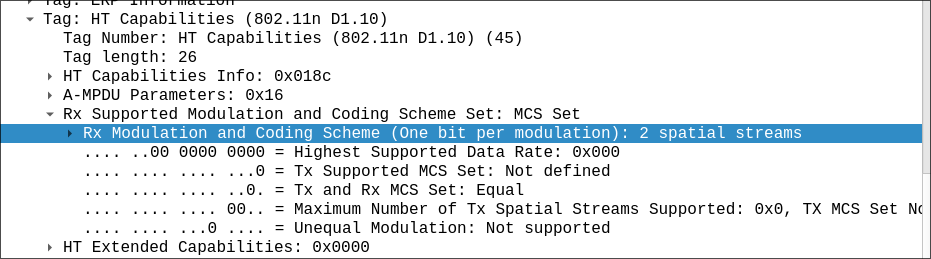 Tag: ERP Information
Tag: HT Capabilities (802.11n D1.10)
Tag Number: HT Capabilities (802.11n D1.10) (45)
Tag length: 26
HT Capabilities Info: 0x018c
A-MPDU Parameters: 0x16
Rx Supported Modulation and Coding Scheme Set: MCS Set
Rx Modulation and Coding Scheme (One bit per modulation): 2 spatial streams
.... ..00 0000 0000 = Highest Supported Data Rate: 0x000
.... .... .... ...0 = Tx Supported MCS Set: Not defined
.... .... .... ..0. = Tx and Rx MCS Set: Equal
.... .... .... 00.. = Maximum Number of Tx Spatial Streams Supported: 0x0, TX MCS Set No
.... .... ...0 .... = Unequal Modulation: Not supported
HT Extended Capabilities: 0x0000